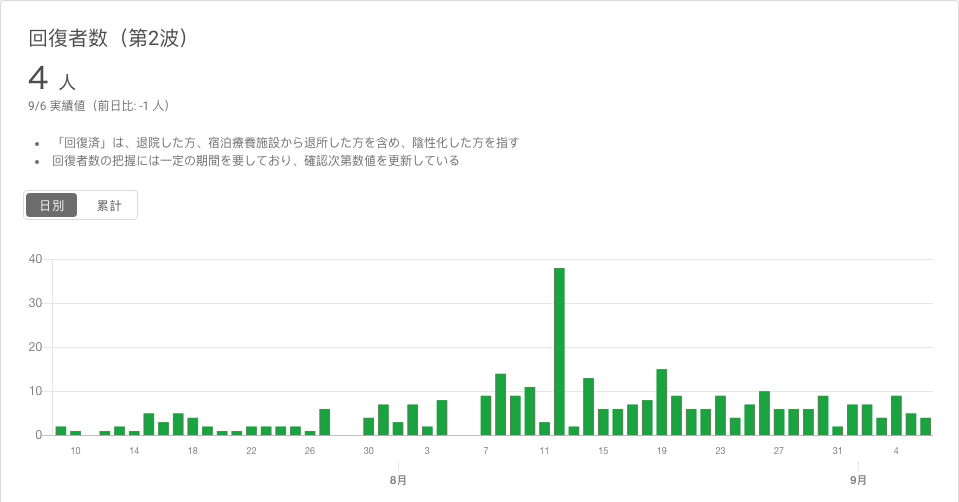 回復者数（第2波）
4 人
9/6 実績値（前日比: -1 人）
「回復済」は、退院した方、宿泊療養施設から退所した方を含め、陰性化した方を指す
回復者数の把握には一定の期間を要しており、確認次第数値を更新している
日別 累計
40
30
20
10
0
10 14 18 22 26 30 3 7 11 15 19 23 27 31 4
8月 9月